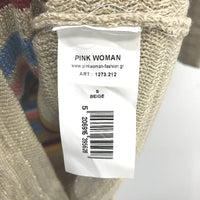 PINK WOMAN
www.pinkwoman-fashion.gr
ART : 1273.212
S
BEIGE